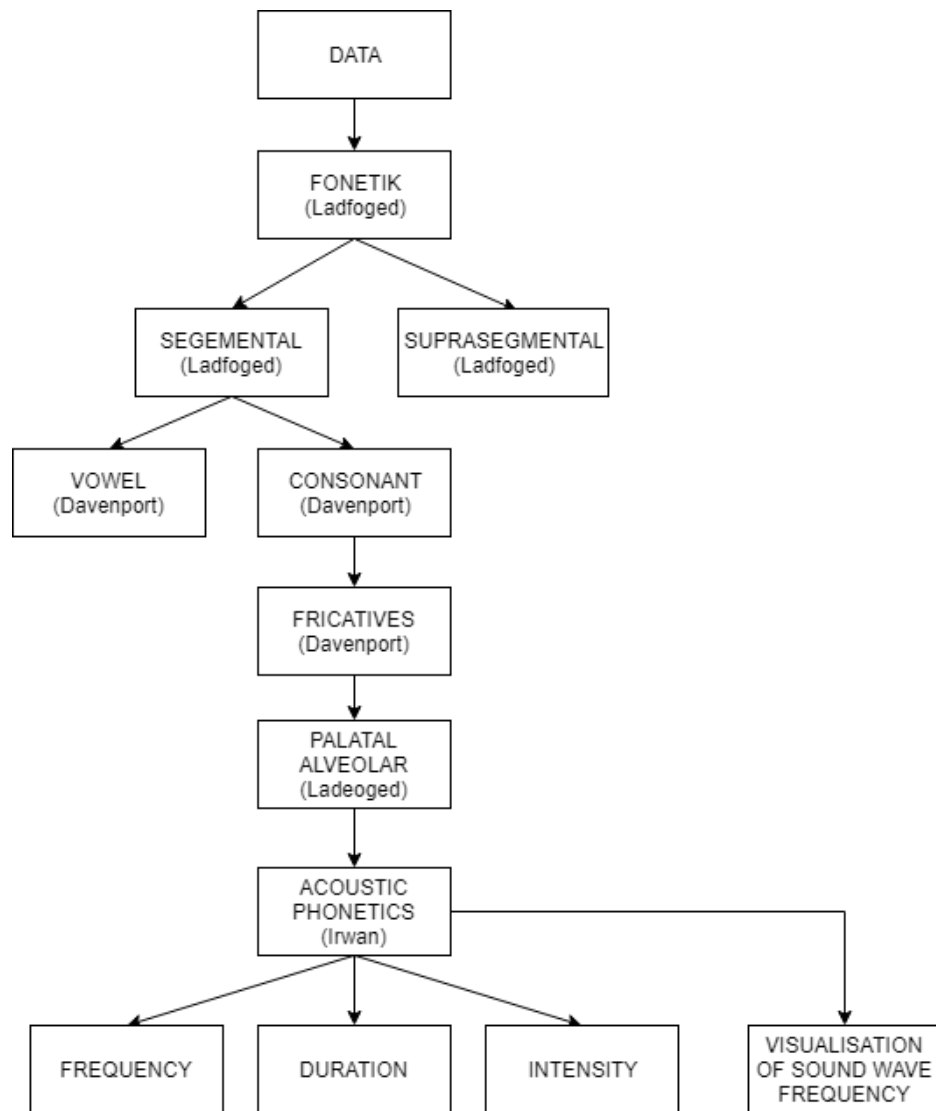 DATA
FONETIK
(Ladfoged)
SEGEMENTAL
(Ladfoged)
SUPRASEGMENTAL
(Ladfoged)
VOWEL
(Davenport)
CONSONANT
(Davenport)
FRICATIVES
(Davenport)
PALATAL
ALVEOLAR
(Ladeoged)
ACOUSTIC
PHONETICS
(Irwan)
FREQUENCY
DURATION
INTENSITY
VISUALISATION
OF SOUND WAVE
FREQUENCY